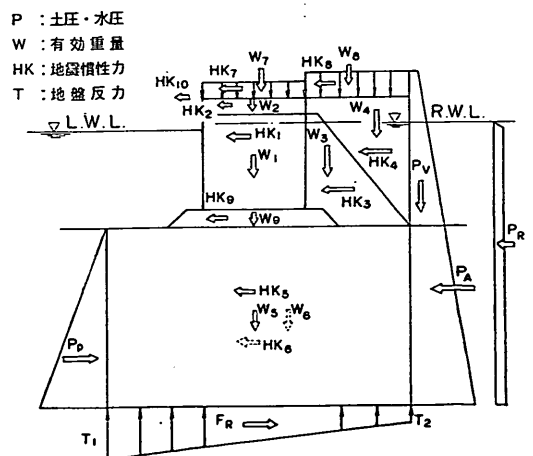 P : 土圧・水圧
W : 有効重量
HK : 地震慣性力
T : 地盤反力
W7
HK8
W8
HK7
HK10
HK2
W2
W4
R.W.L.
L.W.L.
HK1
W3
W1
HK4
PV
HK9
HK3
PR
W9
PA
HK5
W5
W6
HK6
PP
FR
T1
T2